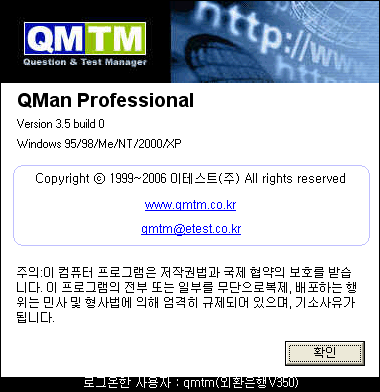 http://www
QMTM
Question & Test Manager
QMan Professional
Version 3.5 build 0
Windows 95/98/Me/NT/2000/XP
Copyright ⓒ 1999~2006 이테스트(주) All rights reserved
www.qmtm.co.kr
qmtm@etest.co.kr
주의:이 컴퓨터 프로그램은 저작권법과 국제 협약의 보호를 받습
니다. 이 프로그램의 전부 또는 일부를 무단으로복제, 배포하는 행
위는 민사 및 형사법에 의해 엄격히 규제되어 있으며, 기소사유가
됩니다.
확인
로그온한 사용자 : qmtm(외환은행V350)